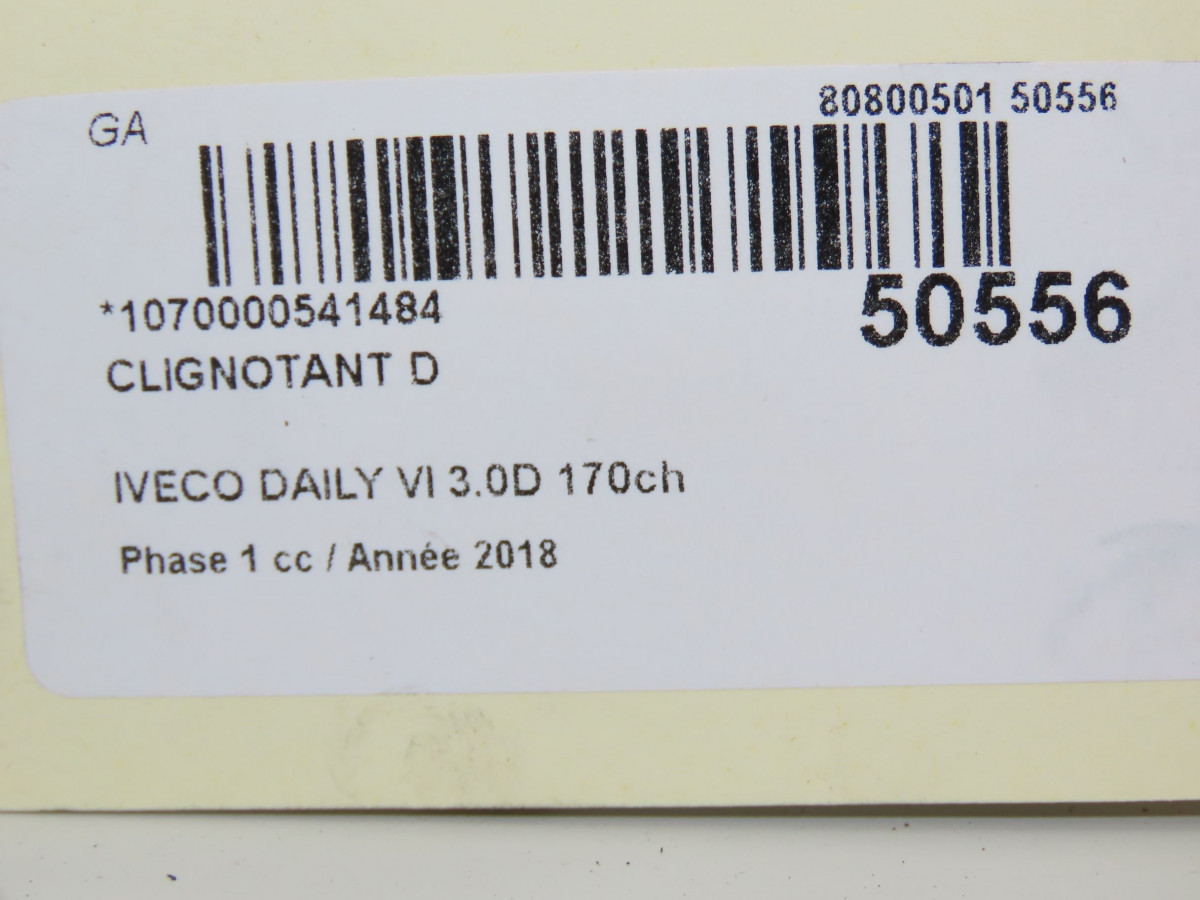 GA
80800501 50556
*1070000541484
50556
CLIGNOTANT D
IVECO DAILY VI 3.0D 170ch
Phase 1 cc / Année 2018